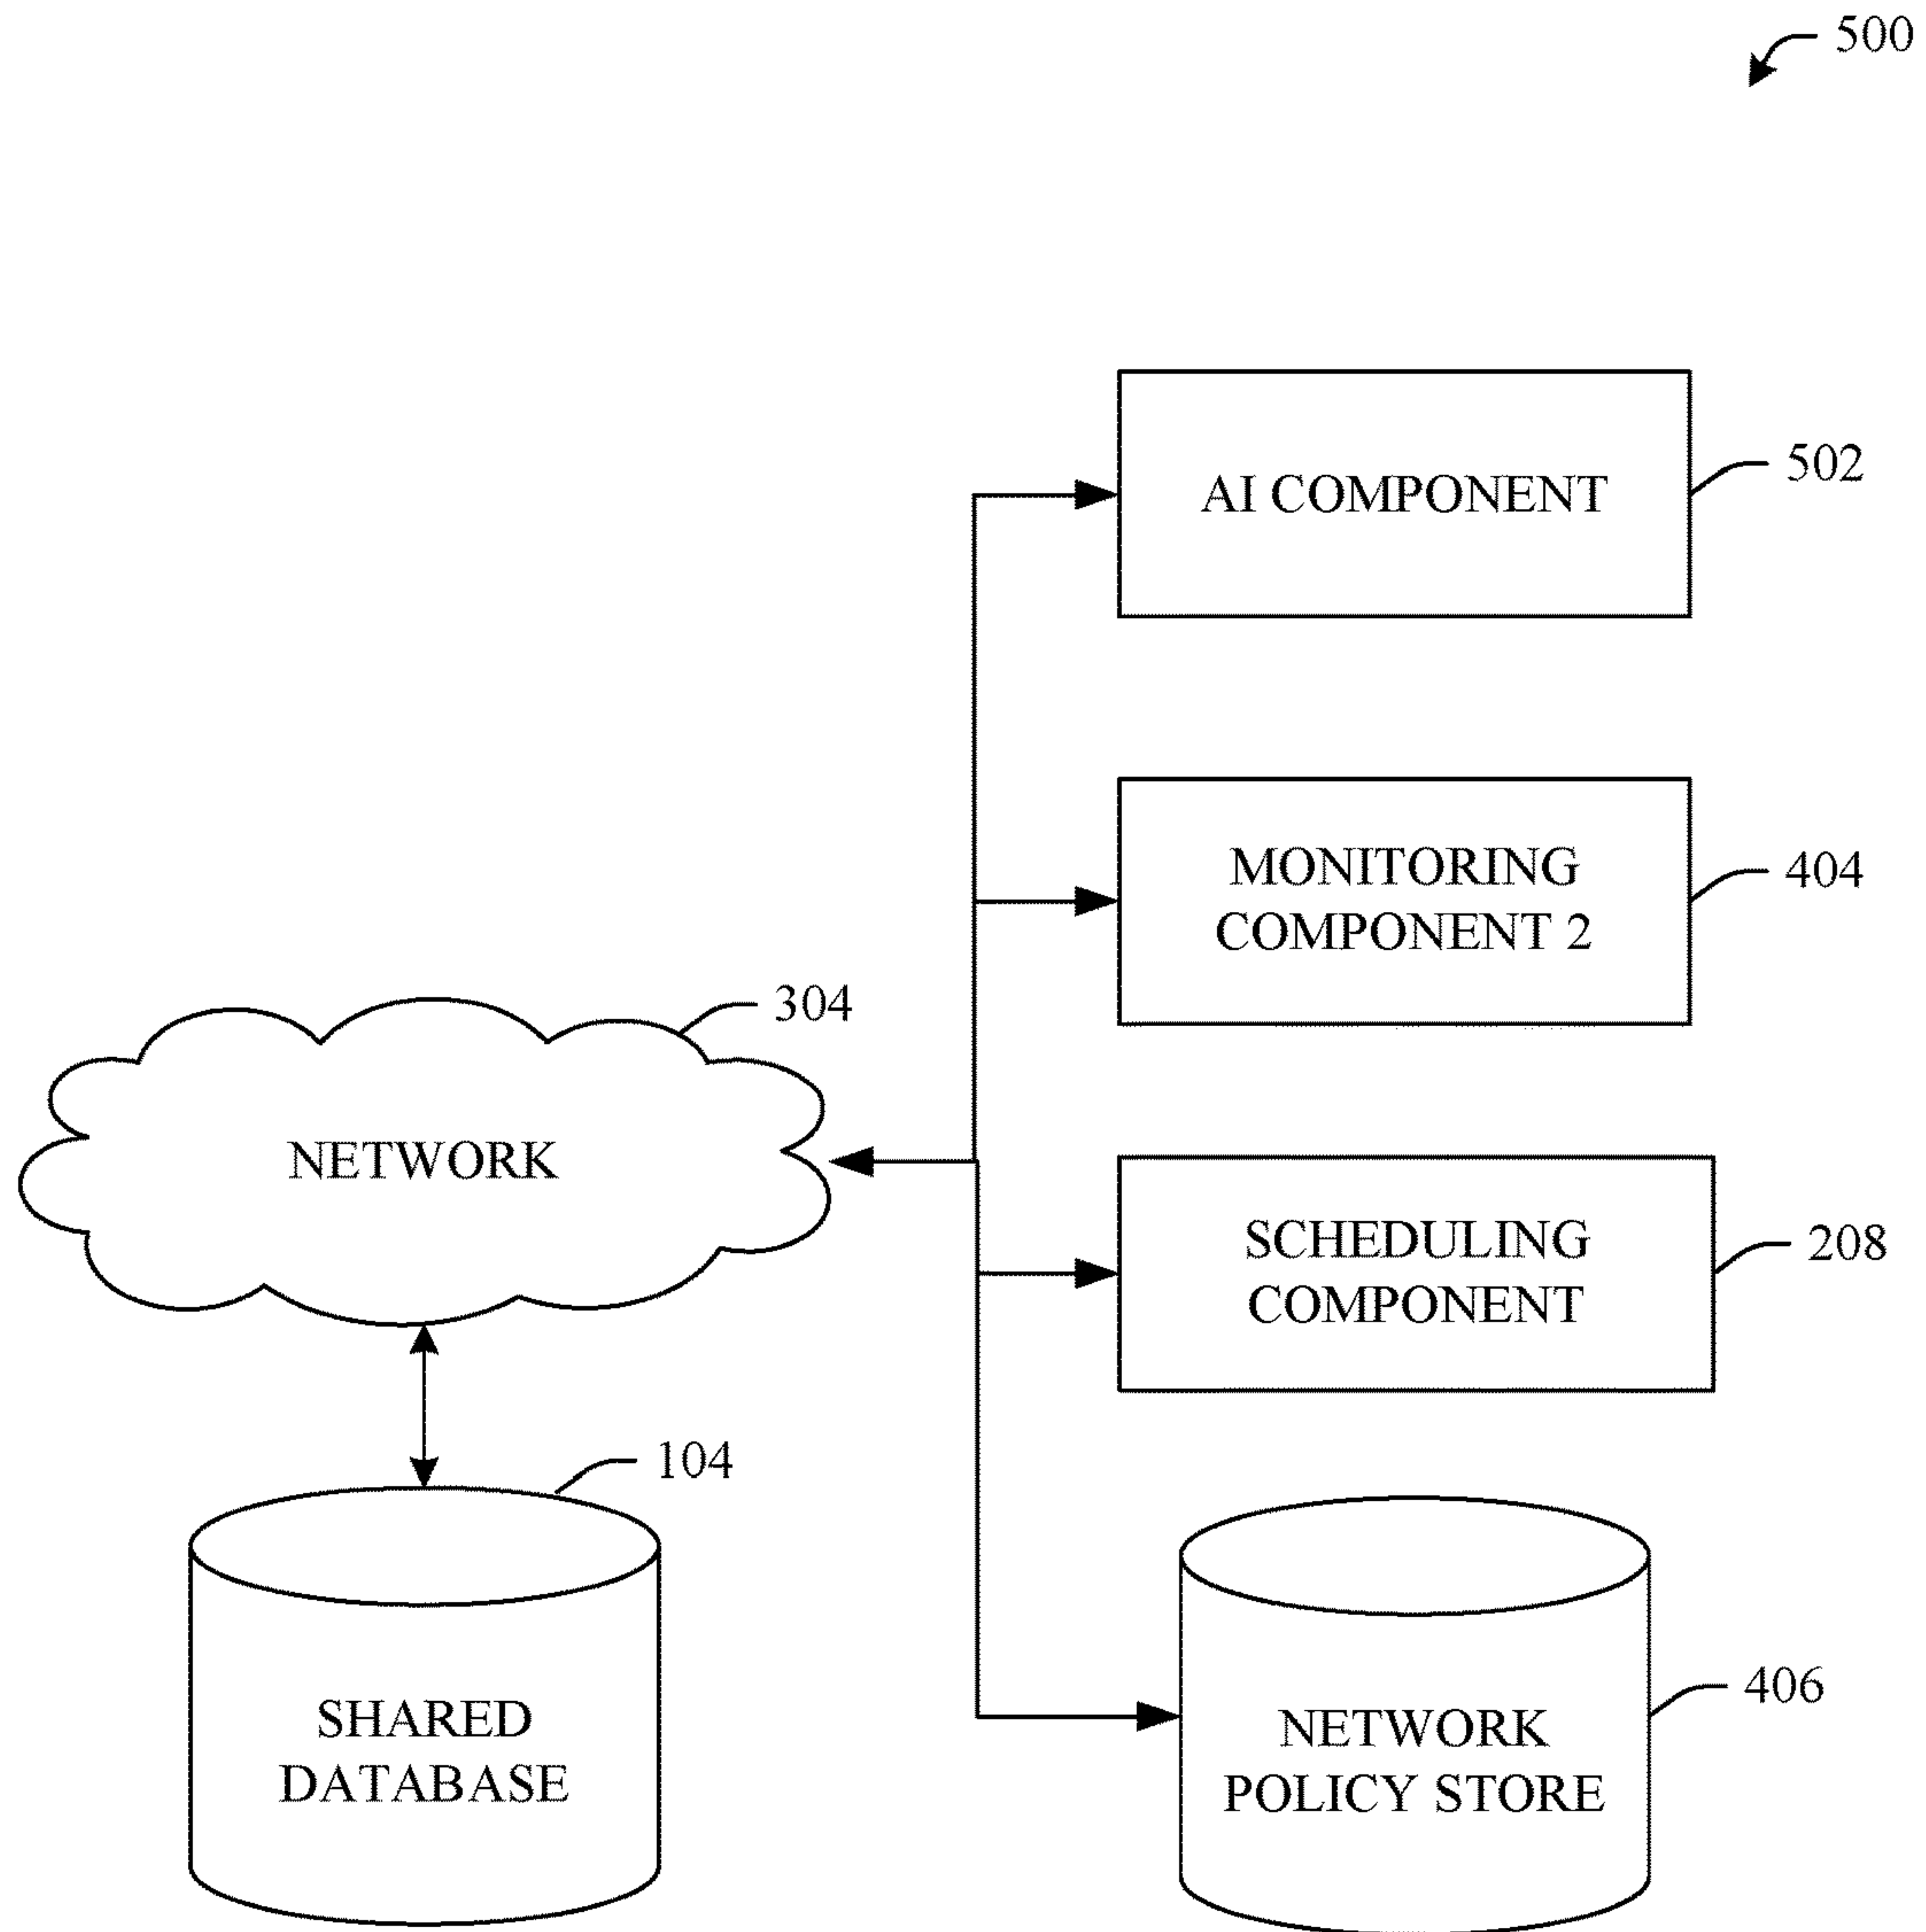 500
AI COMPONENT
502
MONITORING
COMPONENT 2
404
304
NETWORK
SCHEDULING
COMPONENT
208
104
SHARED
DATABASE
406
NETWORK
POLICY STORE